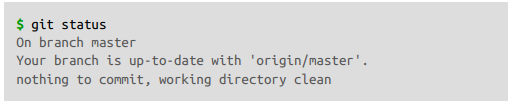 $ git status
On branch master
Your branch is up-to-date with 'origin/master'.
nothing to commit, working directory clean